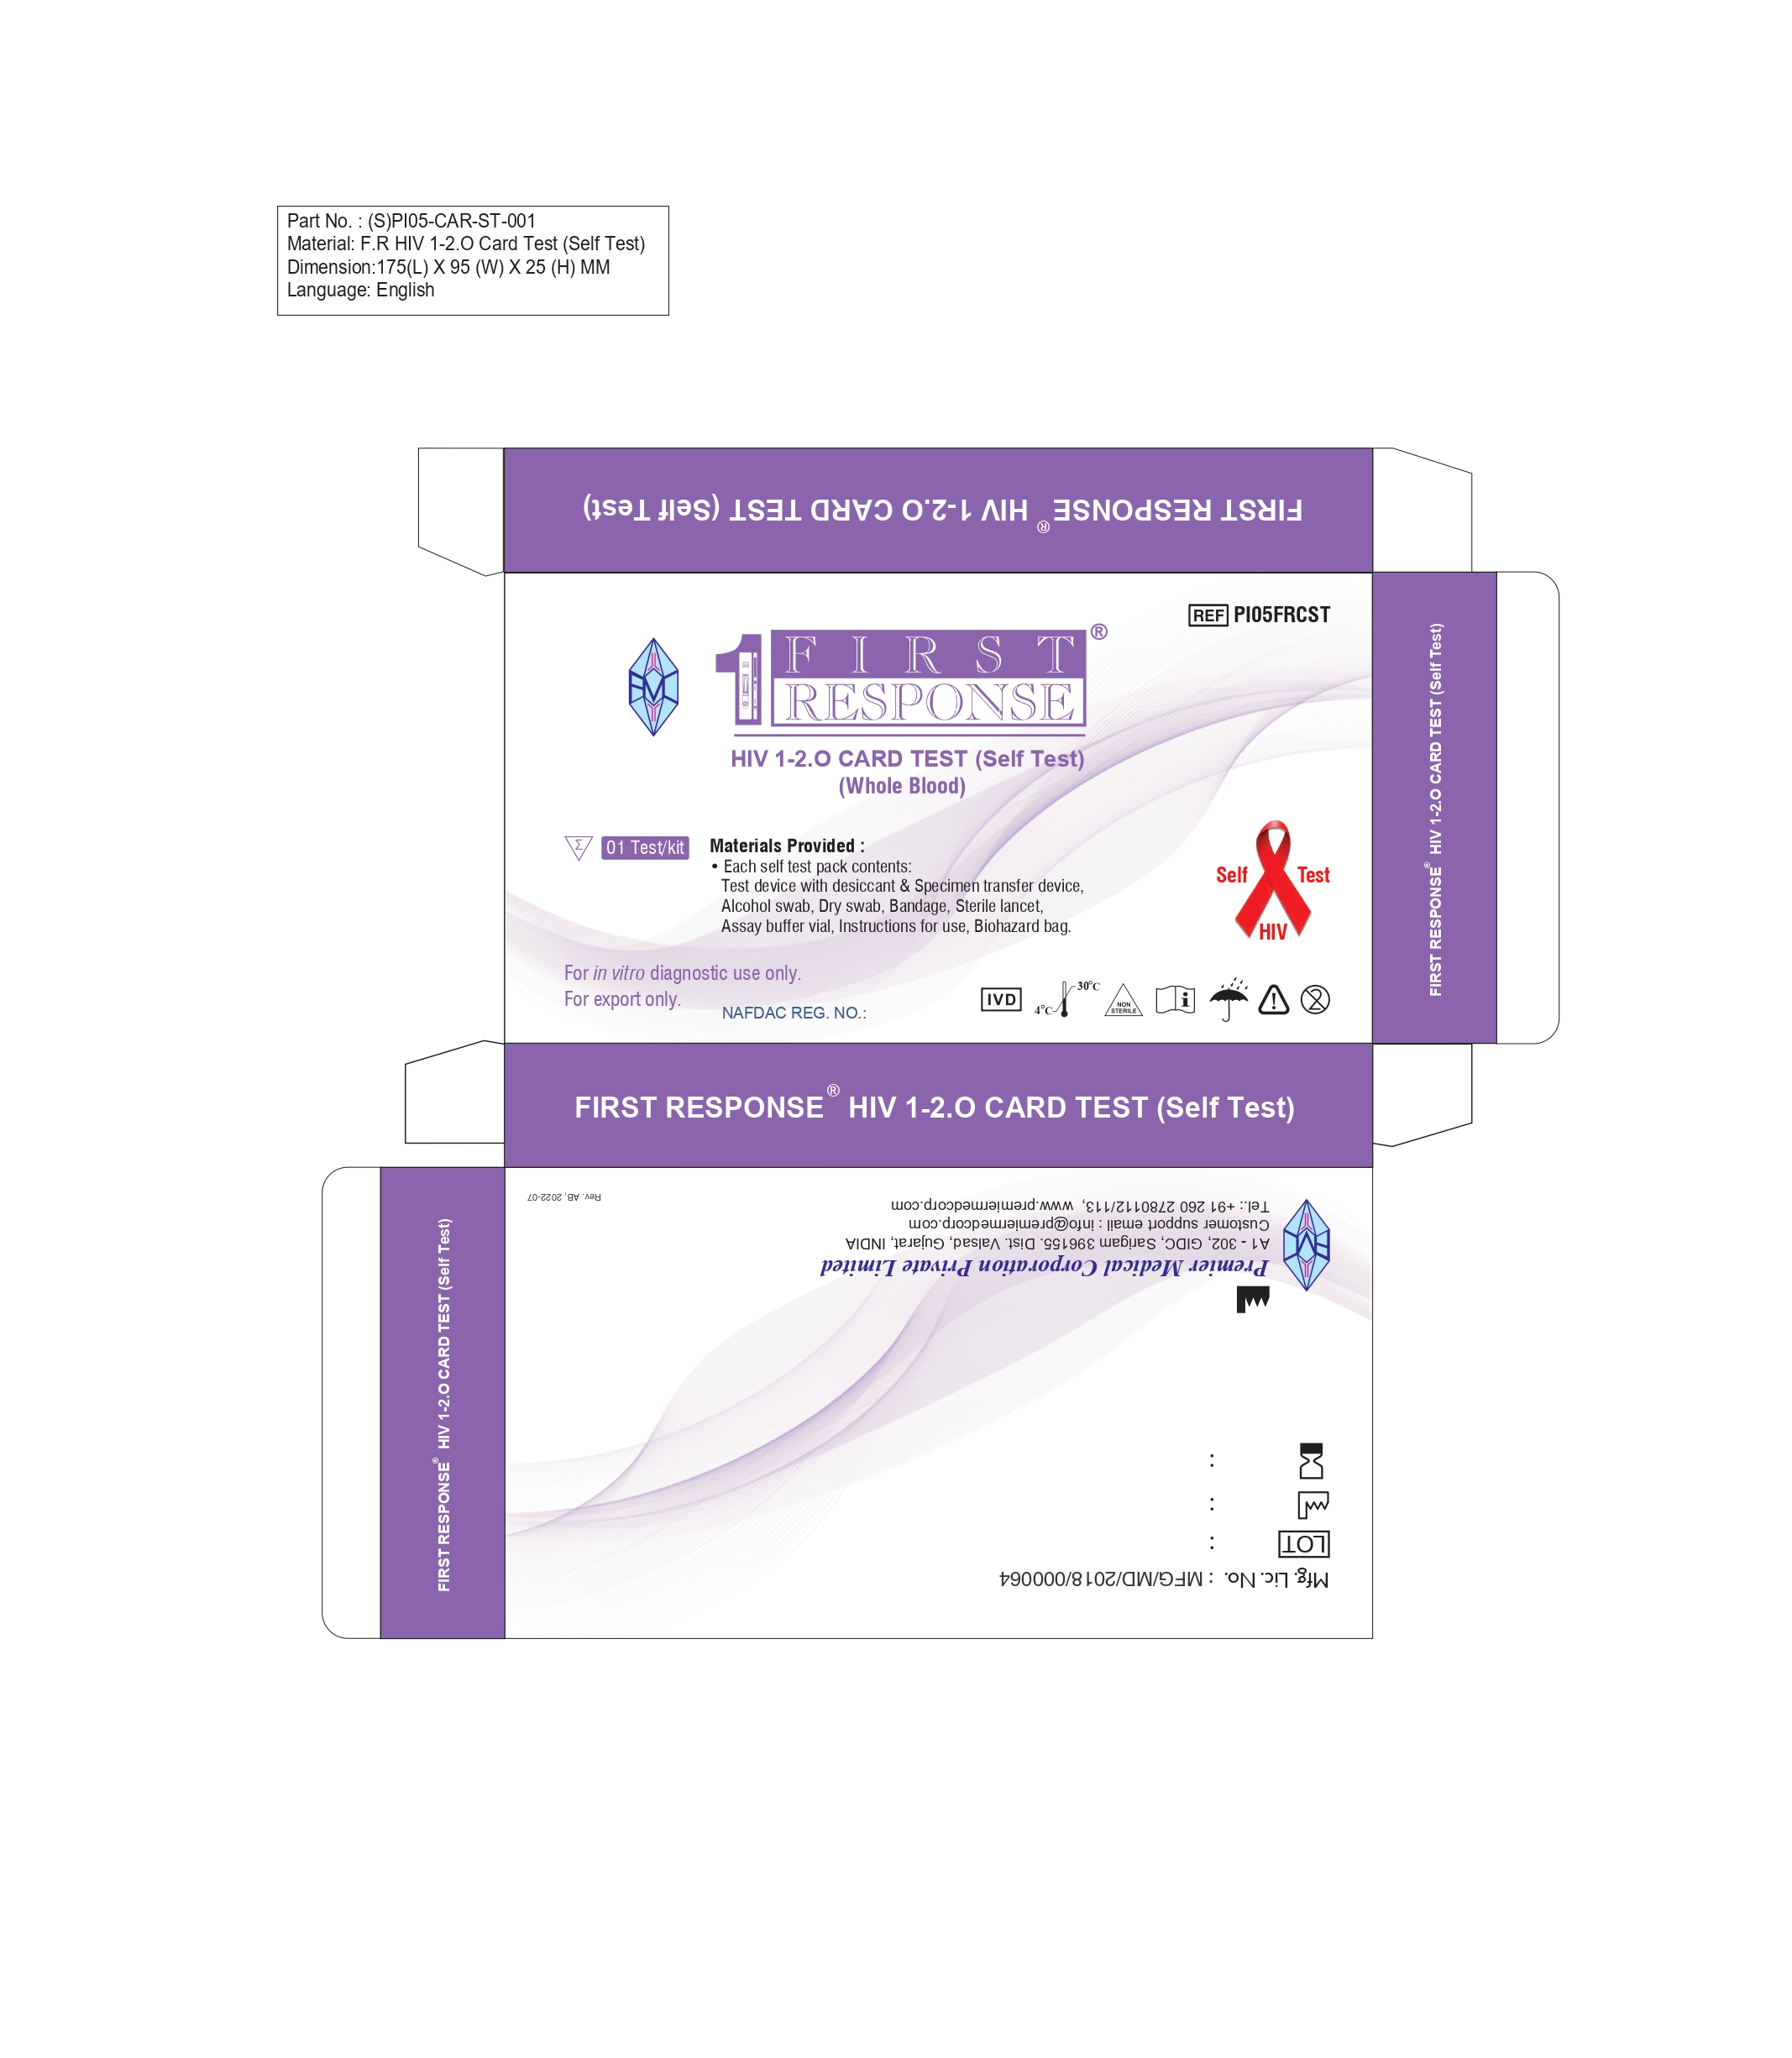 Part No. : (S)PI05-CAR-ST-001
Material: F.R HIV 1-2.O Card Test (Self Test)
Dimension:175(L) X 95 (W) X 25 (H) MM
Language: English
FIRST RESPONSE® HIV 1-2.O CARD TEST (Self Test)
REF PI05FRCST
1 FIRST ®
RESPONSE
HIV 1-2.O CARD TEST (Self Test)
(Whole Blood)
Σ 01 Test/kit
Materials Provided :
• Each self test pack contents:
Test device with desiccant & Specimen transfer device,
Alcohol swab, Dry swab, Bandage, Sterile lancet,
Assay buffer vial, Instructions for use, Biohazard bag.
Self Test
HIV
For in vitro diagnostic use only.
For export only.
NAFDAC REG. NO.:
IVD
4°C 30°C
NON
STERILE
i
2
FIRST RESPONSE® HIV 1-2.O CARD TEST (Self Test)
FIRST RESPONSE® HIV 1-2.O CARD TEST (Self Test)
FIRST RESPONSE® HIV 1-2.O CARD TEST (Self Test)
Mfg. Lic. No. : MFG/MD/2018/000064
LOT :
:
:
Premier Medical Corporation Private Limited
A1 - 302, GIDC, Sarigam 396155. Dist. Valsad, Gujarat, INDIA
Customer support email : info@premiermedcorp.com
Tel.: +91 260 2780112/113, www.premiermedcorp.com
Rev. AB, 2022-07